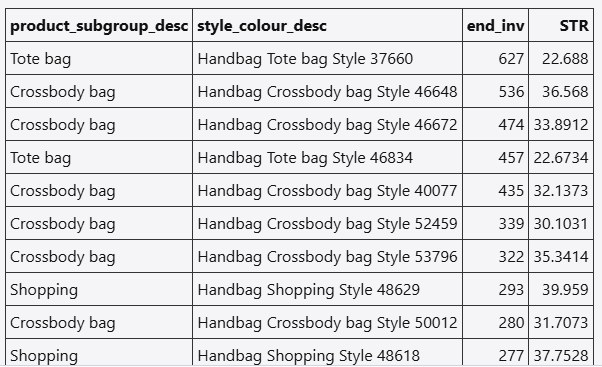 product_subgroup_desc style_colour_desc end_inv STR
Tote bag Handbag Tote bag Style 37660 627 22.688
Crossbody bag Handbag Crossbody bag Style 46648 536 36.568
Crossbody bag Handbag Crossbody bag Style 46672 474 33.8912
Tote bag Handbag Tote bag Style 46834 457 22.6734
Crossbody bag Handbag Crossbody bag Style 40077 435 32.1373
Crossbody bag Handbag Crossbody bag Style 52459 339 30.1031
Crossbody bag Handbag Crossbody bag Style 53796 322 35.3414
Shopping Handbag Shopping Style 48629 293 39.959
Crossbody bag Handbag Crossbody bag Style 50012 280 31.7073
Shopping Handbag Shopping Style 48618 277 37.7528